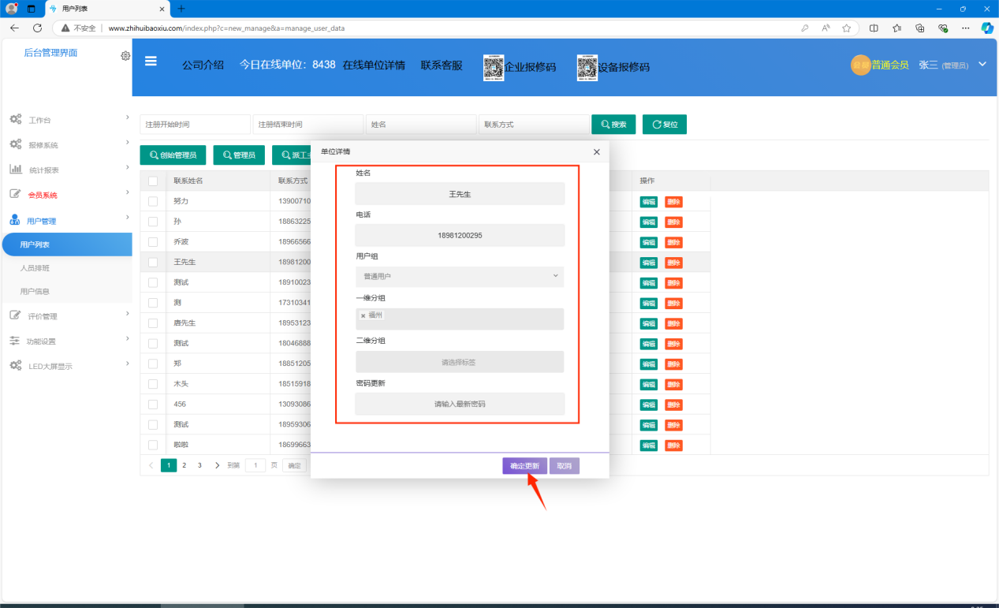 用户列表
不安全 www.zhihuibaoxiu.com/index.php?c=new_manage&a=manage_user_data
后台管理界面
公司介绍 今日在线单位：8438 在线单位详情 联系客服 企业报修码 设备报修码 普通会员 张三 (管理员)
工作台
报修系统
统计报表
会员系统
用户管理
用户列表
人员排班
用户信息
评价管理
功能设置
LED大屏显示
注册开始时间 注册结束时间 姓名 联系方式 搜索 复位
创始管理员 管理员 派工主
联系姓名 联系方式 操作
努力 13900710 编辑 删除
孙 18863225 编辑 删除
乔波 18966566 编辑 删除
王先生 18981200 编辑 删除
测试 18910023 编辑 删除
测 17310341 编辑 删除
唐先生 18953123 编辑 删除
测试 18046888 编辑 删除
郑 18851205 编辑 删除
木头 18515918 编辑 删除
456 13093086 编辑 删除
测试 18959306 编辑 删除
啦啦 18699663 编辑 删除
1 2 3 到第 1 页 确定
单位详情
姓名
王先生
电话
18981200295
用户组
普通用户
一维分组
福州
二维分组
请选择标签
密码更新
请输入最新密码
确定更新 取消